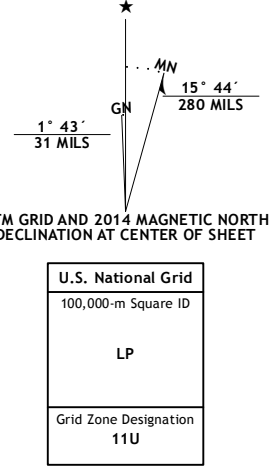 ★
MN
GN
15° 44´
280 MILS
1° 43´
31 MILS
TM GRID AND 2014 MAGNETIC NORTH
DECLINATION AT CENTER OF SHEET
U.S. National Grid
100,000-m Square ID
LP
Grid Zone Designation
11U